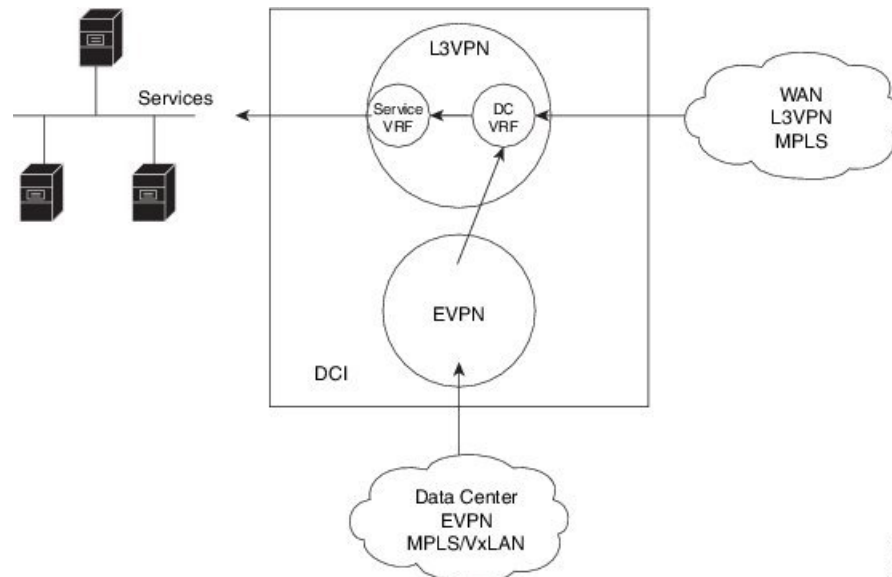 L3VPN
Services
Service
VRF
DC
VRF
WAN
L3VPN
MPLS
EVPN
DCI
Data Center
EVPN
MPLS/VxLAN